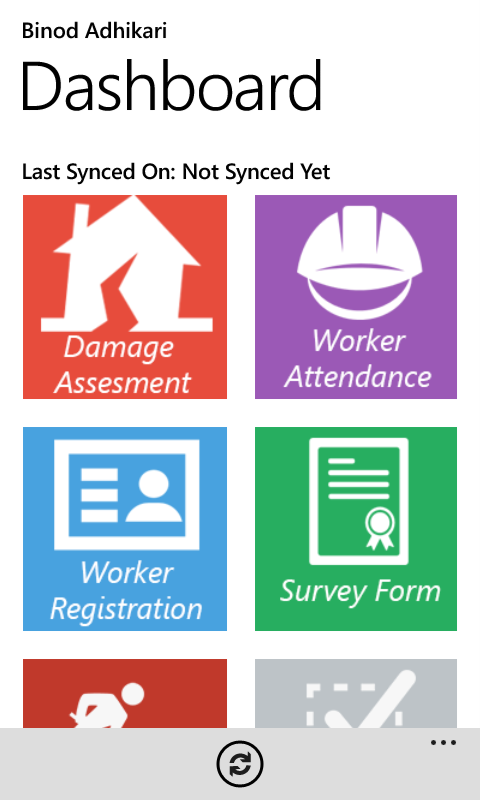 Binod Adhikari
Dashboard
Last Synced On: Not Synced Yet
Damage
Assesment
Worker
Attendance
Worker
Registration
Survey Form